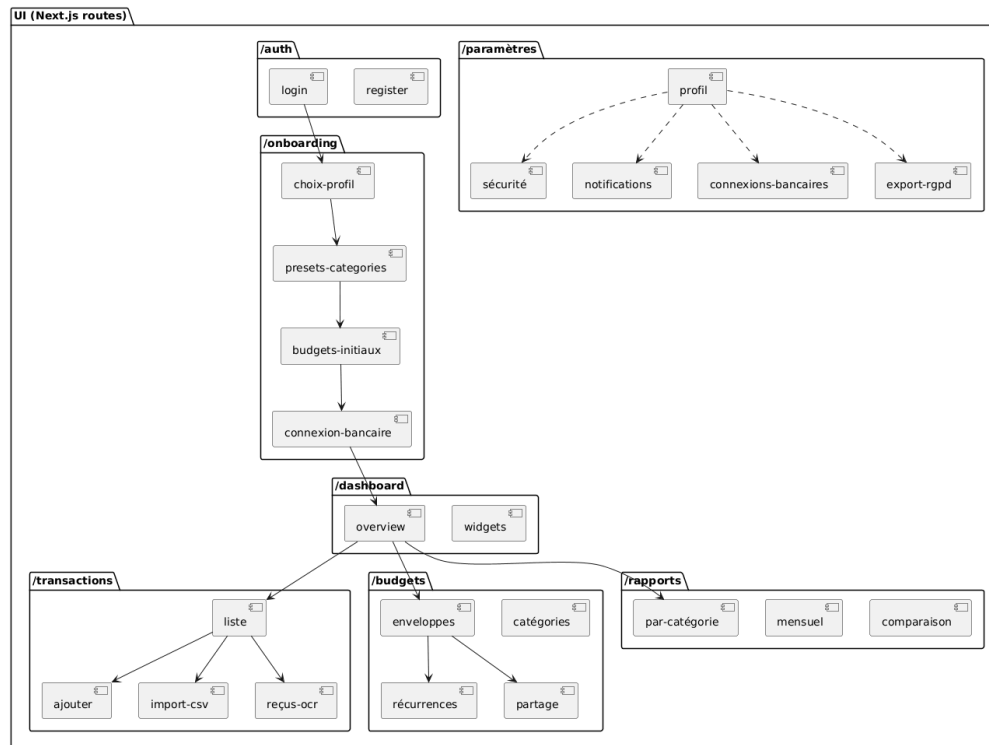 UI (Next.js routes)
/auth
login
register
/paramètres
profil
sécurité
notifications
connexions-bancaires
export-rgpd
/onboarding
choix-profil
presets-categories
budgets-initiaux
connexion-bancaire
/dashboard
overview
widgets
/transactions
liste
ajouter
import-csv
reçus-ocr
/budgets
enveloppes
catégories
récurrences
partage
/rapports
par-catégorie
mensuel
comparaison